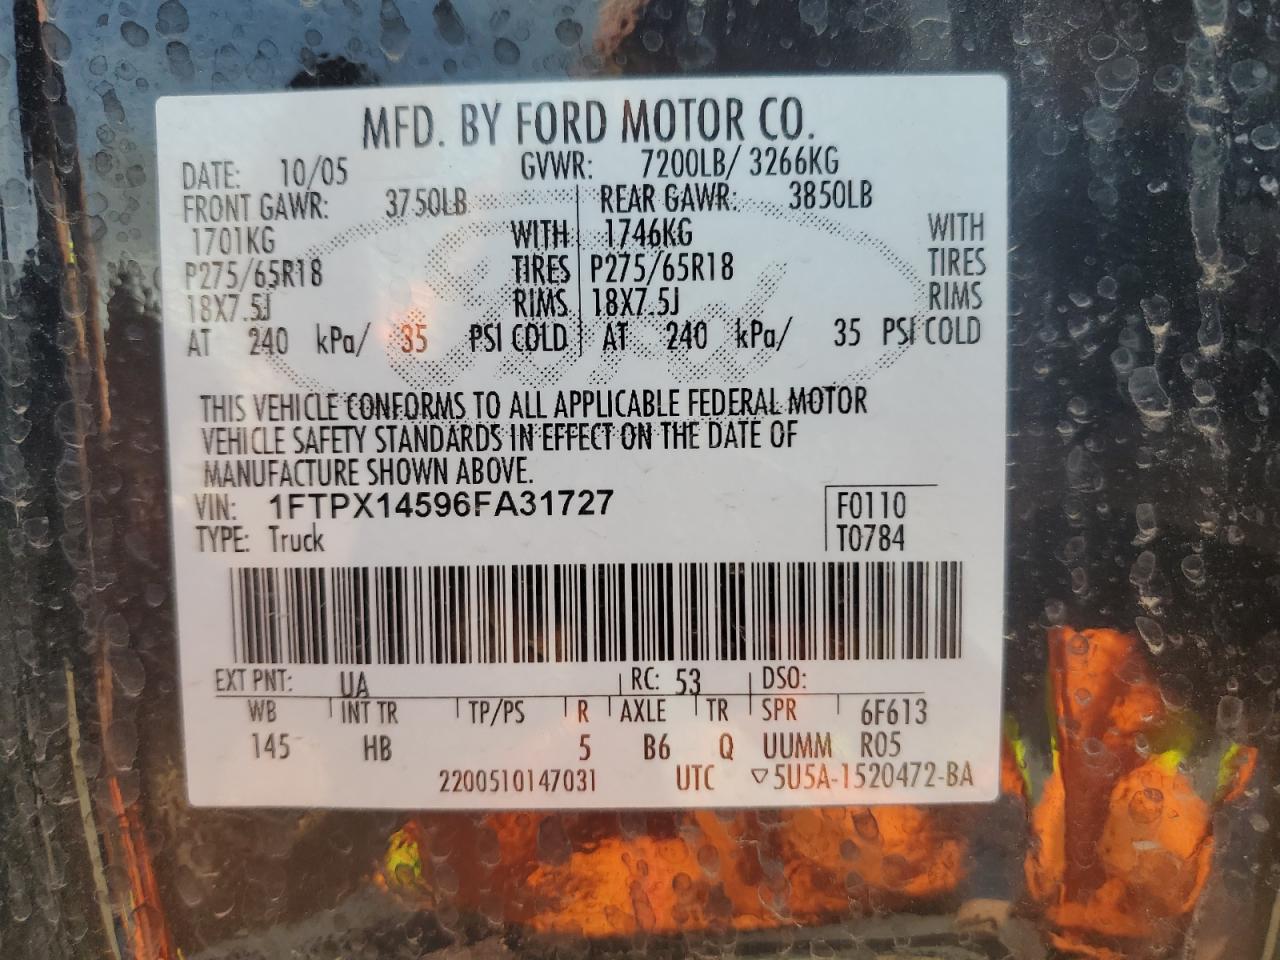 MFD. BY FORD MOTOR CO.
DATE: 10/05 GVWR: 7200LB/ 3266KG
FRONT GAWR: 3750LB REAR GAWR: 3850LB
1701KG WITH 1746KG WITH
P275/65R18 TIRES P275/65R18 TIRES
18X7.5J RIMS 18X7.5J RIMS
AT 240 kPa/ 35 PSI COLD AT 240 kPa/ 35 PSI COLD
THIS VEHICLE CONFORMS TO ALL APPLICABLE FEDERAL MOTOR
VEHICLE SAFETY STANDARDS IN EFFECT ON THE DATE OF
MANUFACTURE SHOWN ABOVE.
VIN: 1FTPX14596FA31727 F0110
TYPE: Truck T0784
EXT PNT: UA RC: 53 DSO:
WB INT TR TP/PS R AXLE TR SPR 6F613
145 HB 5 B6 Q UUMM R05
2200510147031 UTC ▽5U5A-1520472-BA